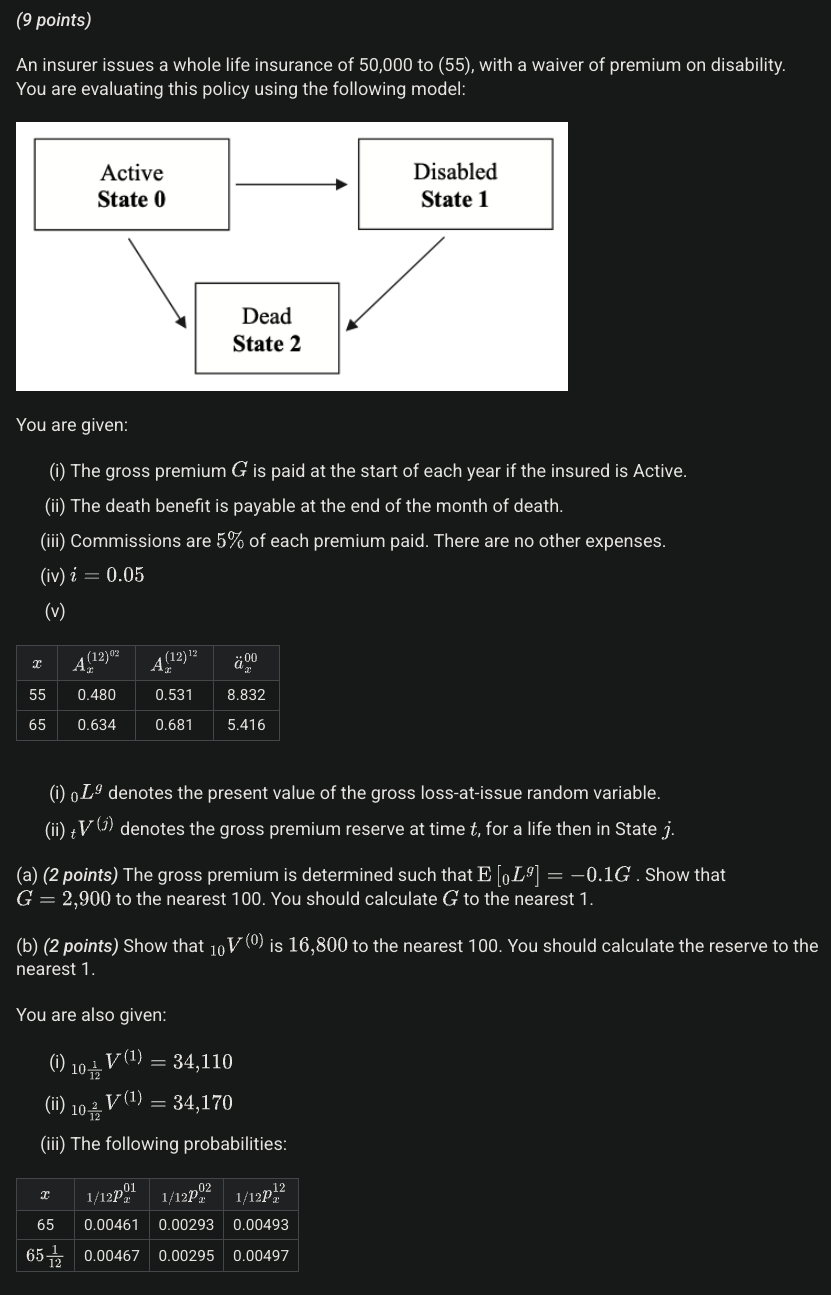 (9 points)
An insurer issues a whole life insurance of 50,000 to (55), with a waiver of premium on disability.
You are evaluating this policy using the following model:
Active
State 0
Disabled
State 1
Dead
State 2
You are given:
(i) The gross premium G is paid at the start of each year if the insured is Active.
(ii) The death benefit is payable at the end of the month of death.
(iii) Commissions are 5% of each premium paid. There are no other expenses.
(iv) i = 0.05
(v)
x A_x^{(12)^{02}} A_x^{(12)^{12}} ä_x^{00}
55 0.480 0.531 8.832
65 0.634 0.681 5.416
(i) _0L^g denotes the present value of the gross loss-at-issue random variable.
(ii) _tV^{(j)} denotes the gross premium reserve at time t, for a life then in State j.
(a) (2 points) The gross premium is determined such that E [_0L^g] = −0.1G . Show that
G = 2,900 to the nearest 100. You should calculate G to the nearest 1.
(b) (2 points) Show that _{10}V^{(0)} is 16,800 to the nearest 100. You should calculate the reserve to the
nearest 1.
You are also given:
(i) _{10\frac{1}{12}}V^{(1)} = 34,110
(ii) _{10\frac{2}{12}}V^{(1)} = 34,170
(iii) The following probabilities:
x _{1/12}p_x^{01} _{1/12}p_x^{02} _{1/12}p_x^{12}
65 0.00461 0.00293 0.00493
65\frac{1}{12} 0.00467 0.00295 0.00497